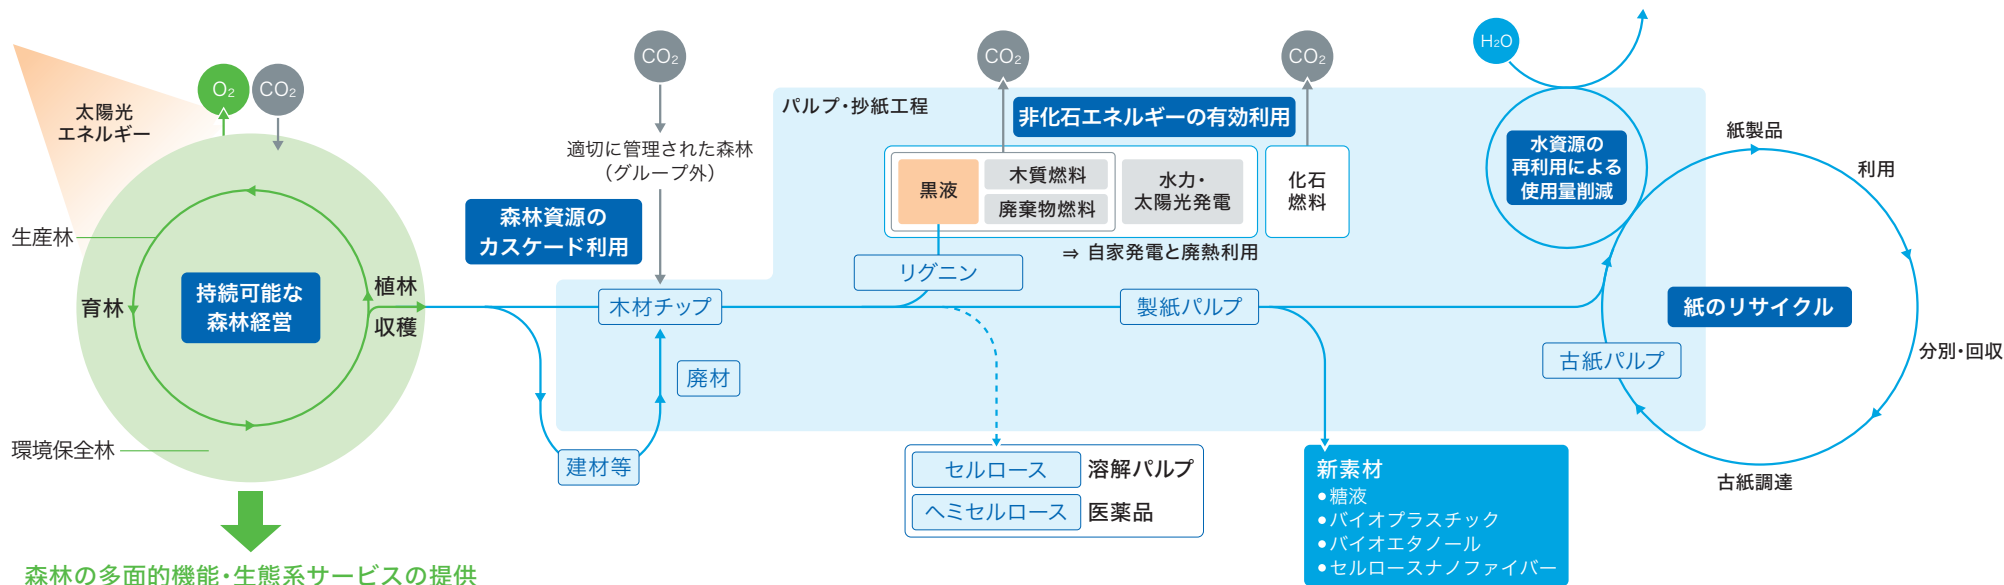 太陽光
エネルギー
O₂
CO₂
生産林
育林
持続可能な
森林経営
植林
収穫
環境保全林
森林の多面的機能・生態系サービスの提供
CO₂
適切に管理された森林
（グループ外）
森林資源の
カスケード利用
木材チップ
廃材
建材等
パルプ・抄紙工程
CO₂
非化石エネルギーの有効利用
CO₂
黒液
木質燃料
廃棄物燃料
水力・
太陽光発電
化石
燃料
⇒ 自家発電と廃熱利用
リグニン
製紙パルプ
セルロース 溶解パルプ
ヘミセルロース 医薬品
新素材
●糖液
●バイオプラスチック
●バイオエタノール
●セルロースナノファイバー
H₂O
水資源の
再利用による
使用量削減
紙製品
利用
紙のリサイクル
分別・回収
古紙パルプ
古紙調達